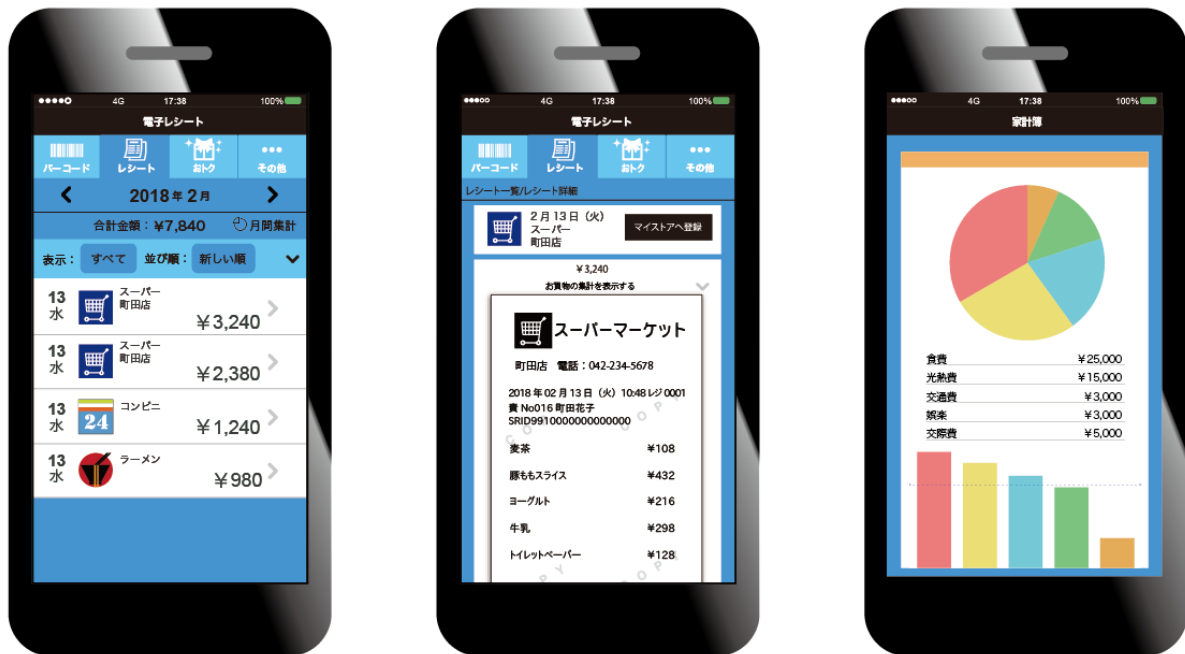 4G 17:38 100%
電子レシート
バーコード レシート おトク その他
2018年2月
合計金額：¥7,840 月間集計
表示： すべて 並び順： 新しい順
13 水 スーパー 町田店 ¥3,240
13 水 スーパー 町田店 ¥2,380
13 水 24 コンビニ ¥1,240
13 水 ラーメン ¥980
4G 17:38 100%
電子レシート
バーコード レシート おトク その他
レシート一覧/レシート詳細
2月13日（火）
スーパー
町田店
マイストアへ登録
¥3,240
お買物の集計を表示する
スーパーマーケット
町田店 電話：042-234-5678
2018年02月13日（火）10:48レジ0001
責No016町田花子
SRID9910000000000000
COPY COPY
麦茶 ¥108
豚ももスライス ¥432
ヨーグルト ¥216
牛乳 ¥298
トイレットペーパー ¥128
COPY COPY
4G 17:38 100%
家計簿
食費 ¥25,000
光熱費 ¥15,000
交通費 ¥3,000
娯楽 ¥3,000
交際費 ¥5,000